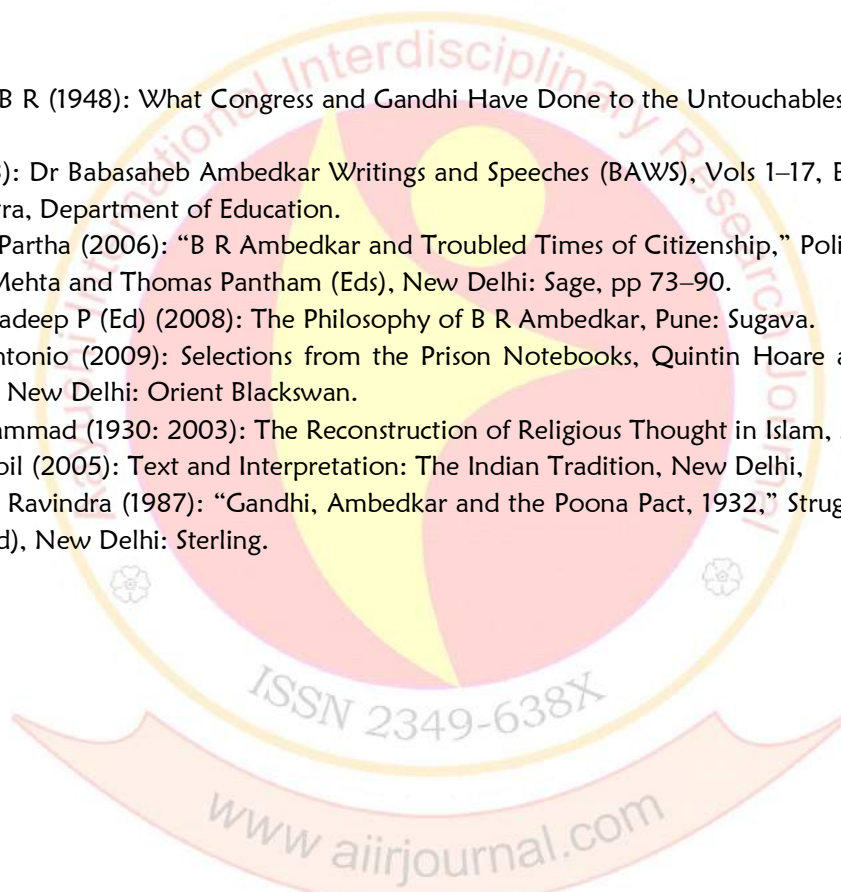 B R (1948): What Congress and Gandhi Have Done to the Untouchables
): Dr Babasaheb Ambedkar Writings and Speeches (BAWS), Vols 1–17, B
ra, Department of Education.
Partha (2006): “B R Ambedkar and Troubled Times of Citizenship,” Poli
Mehta and Thomas Pantham (Eds), New Delhi: Sage, pp 73–90.
adeep P (Ed) (2008): The Philosophy of B R Ambedkar, Pune: Sugava.
ntonio (2009): Selections from the Prison Notebooks, Quintin Hoare a
New Delhi: Orient Blackswan.
ammad (1930: 2003): The Reconstruction of Religious Thought in Islam,
bil (2005): Text and Interpretation: The Indian Tradition, New Delhi,
Ravindra (1987): “Gandhi, Ambedkar and the Poona Pact, 1932,” Strug
d), New Delhi: Sterling.
International Interdisciplinary Research Journal
ISSN 2349-638X
www aiirjournal.com